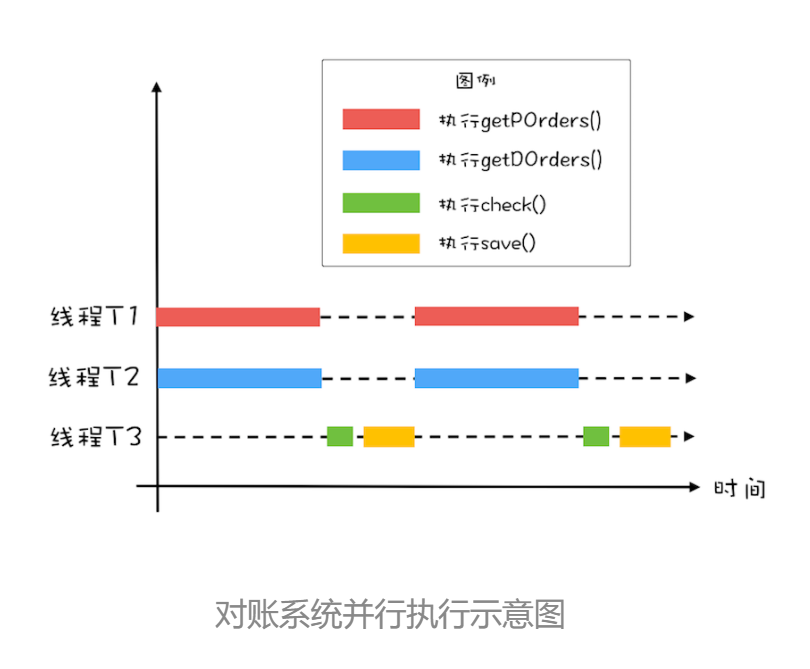 图例
执行getPOrders()
执行getDOrders()
执行check()
执行save()
线程T1
线程T2
线程T3
时间
对账系统并行执行示意图